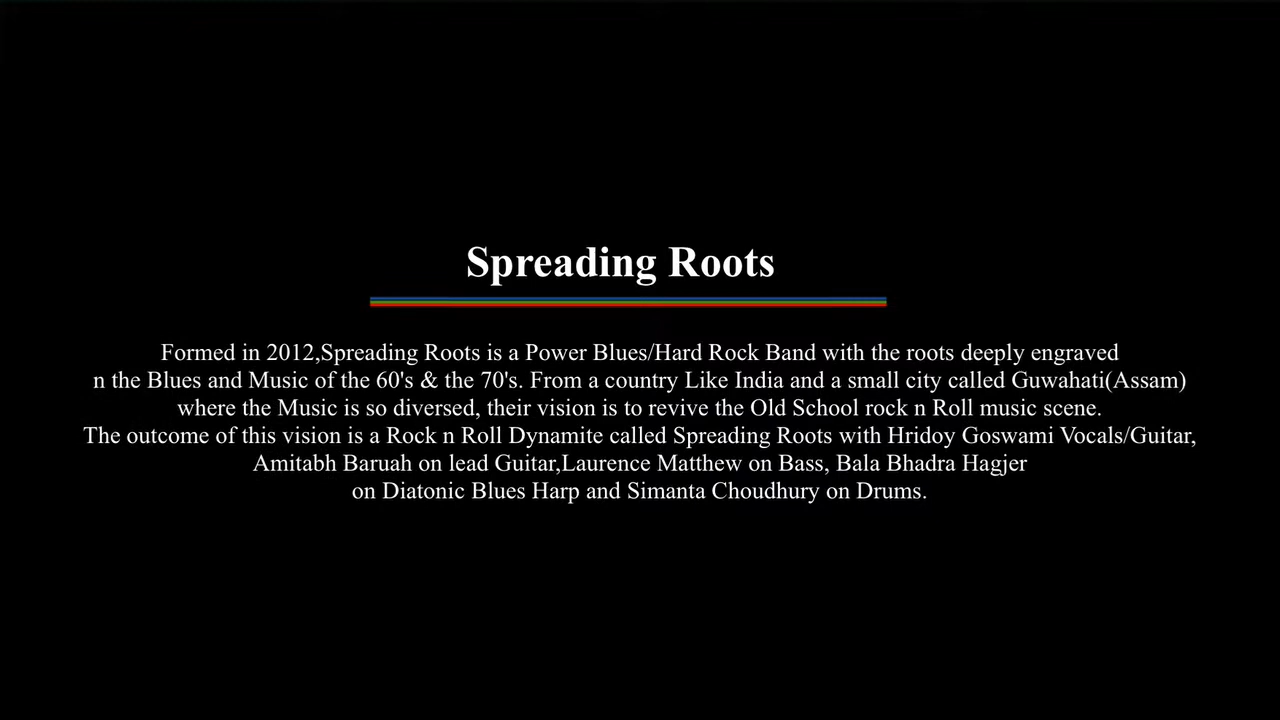 Spreading Roots
Formed in 2012,Spreading Roots is a Power Blues/Hard Rock Band with the roots deeply engraved
n the Blues and Music of the 60's & the 70's. From a country Like India and a small city called Guwahati(Assam)
where the Music is so diversed, their vision is to revive the Old School rock n Roll music scene.
The outcome of this vision is a Rock n Roll Dynamite called Spreading Roots with Hridoy Goswami Vocals/Guitar,
Amitabh Baruah on lead Guitar,Laurence Matthew on Bass, Bala Bhadra Hagjer
on Diatonic Blues Harp and Simanta Choudhury on Drums.